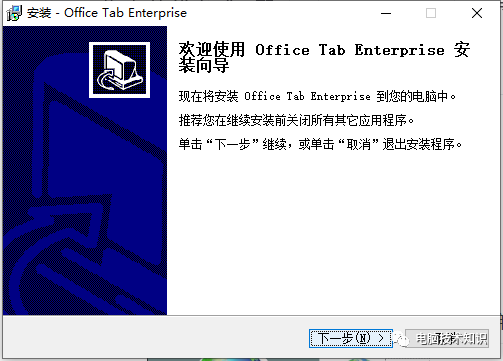 安装 - Office Tab Enterprise
欢迎使用 Office Tab Enterprise 安
装向导
现在将安装 Office Tab Enterprise 到您的电脑中。
推荐您在继续安装前关闭所有其它应用程序。
单击“下一步”继续，或单击“取消”退出安装程序。
下一步(N) >
电脑技术知识